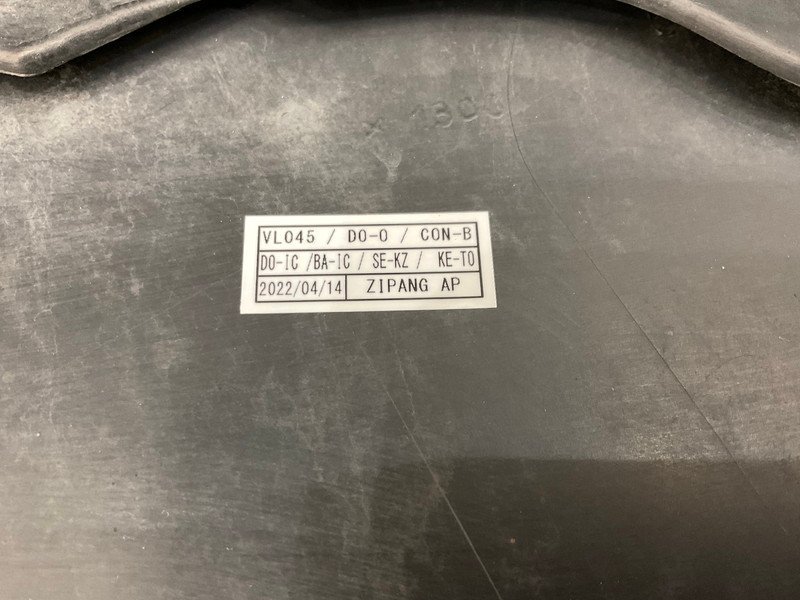 VL045 / DO-O / CON-B
DO-IC /BA-IC / SE-KZ / KE-TO
2022/04/14 ZIPANG AP